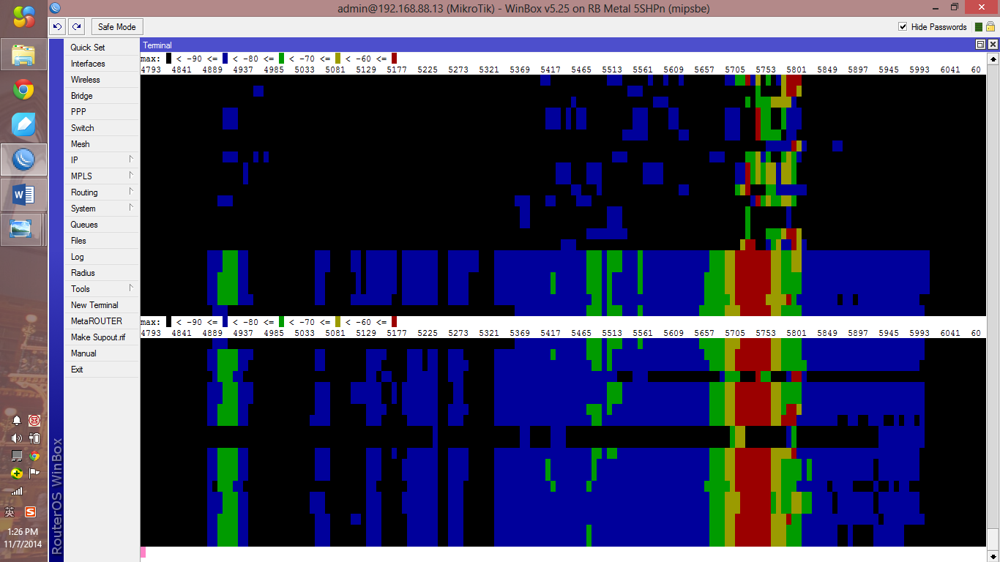 admin@192.168.88.13 (MikroTik) - WinBox v5.25 on RB Metal 5SHPn (mipsbe)
Safe Mode
Hide Passwords
Quick Set
Interfaces
Wireless
Bridge
PPP
Switch
Mesh
IP
MPLS
Routing
System
Queues
Files
Log
Radius
Tools
New Terminal
MetaROUTER
Make Supout.rif
Manual
Exit
RouterOS WinBox
Terminal
max: < -90 <= < -80 <= < -70 <= < -60 <=
4793 4841 4889 4937 4985 5033 5081 5129 5177 5225 5273 5321 5369 5417 5465 5513 5561 5609 5657 5705 5753 5801 5849 5897 5945 5993 6041 60
max: < -90 <= < -80 <= < -70 <= < -60 <=
4793 4841 4889 4937 4985 5033 5081 5129 5177 5225 5273 5321 5369 5417 5465 5513 5561 5609 5657 5705 5753 5801 5849 5897 5945 5993 6041 60
英
S
1:26 PM
11/7/2014